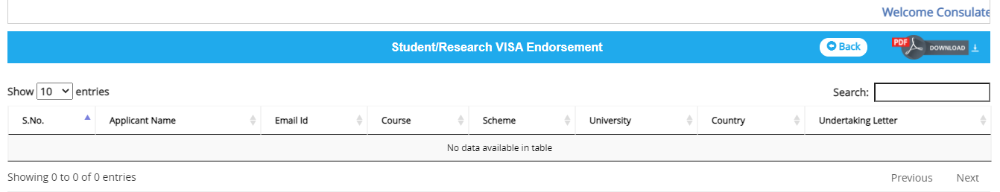 Welcome Consulate
Student/Research VISA Endorsement
Back
PDF DOWNLOAD
Show 10 entries
Search:
S.No. Applicant Name Email Id Course Scheme University Country Undertaking Letter
No data available in table
Showing 0 to 0 of 0 entries
Previous Next